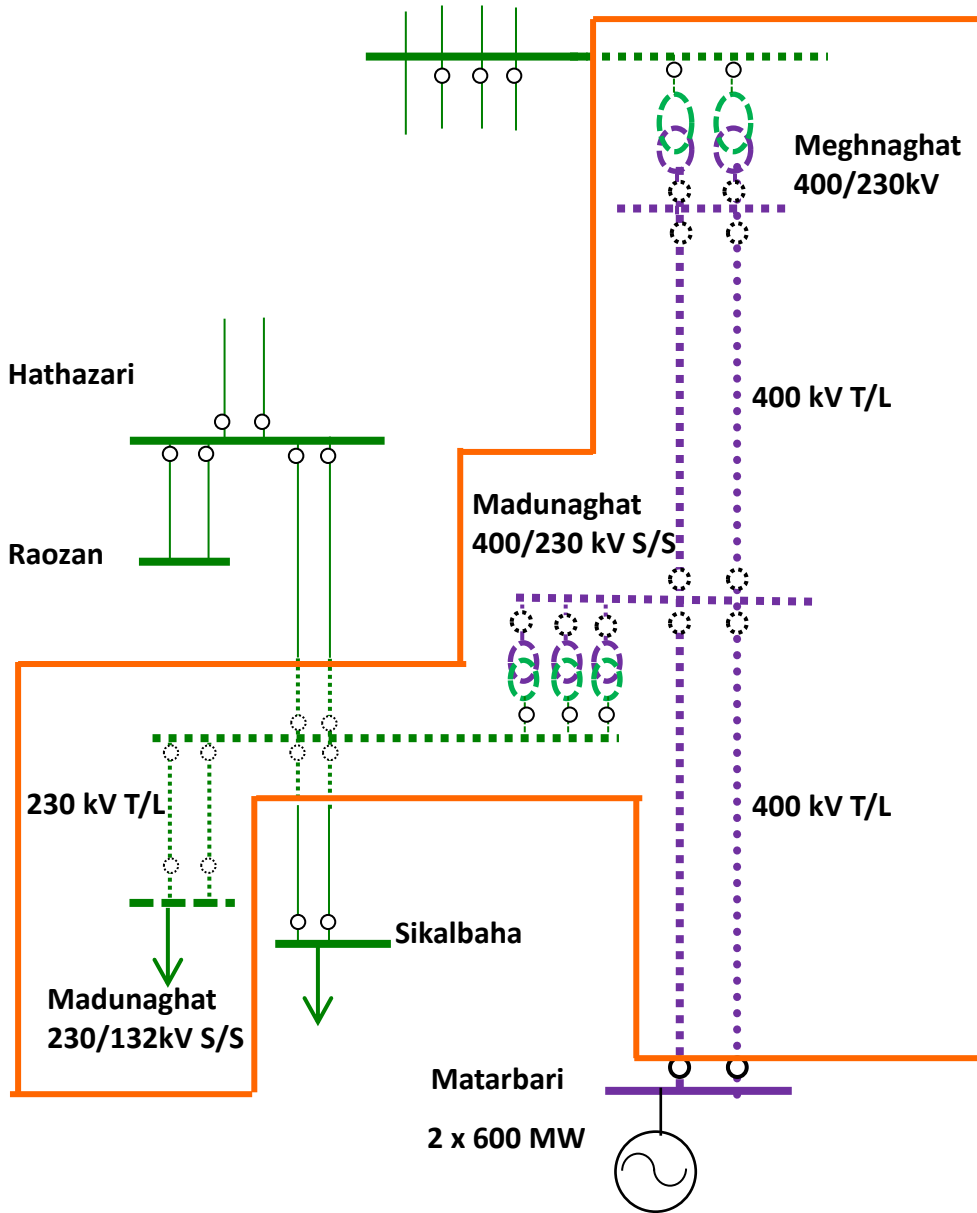 Meghnaghat
400/230kV
Hathazari
400 kV T/L
Madunaghat
400/230 kV S/S
Raozan
230 kV T/L
400 kV T/L
Sikalbaha
Madunaghat
230/132kV S/S
Matarbari
2 x 600 MW